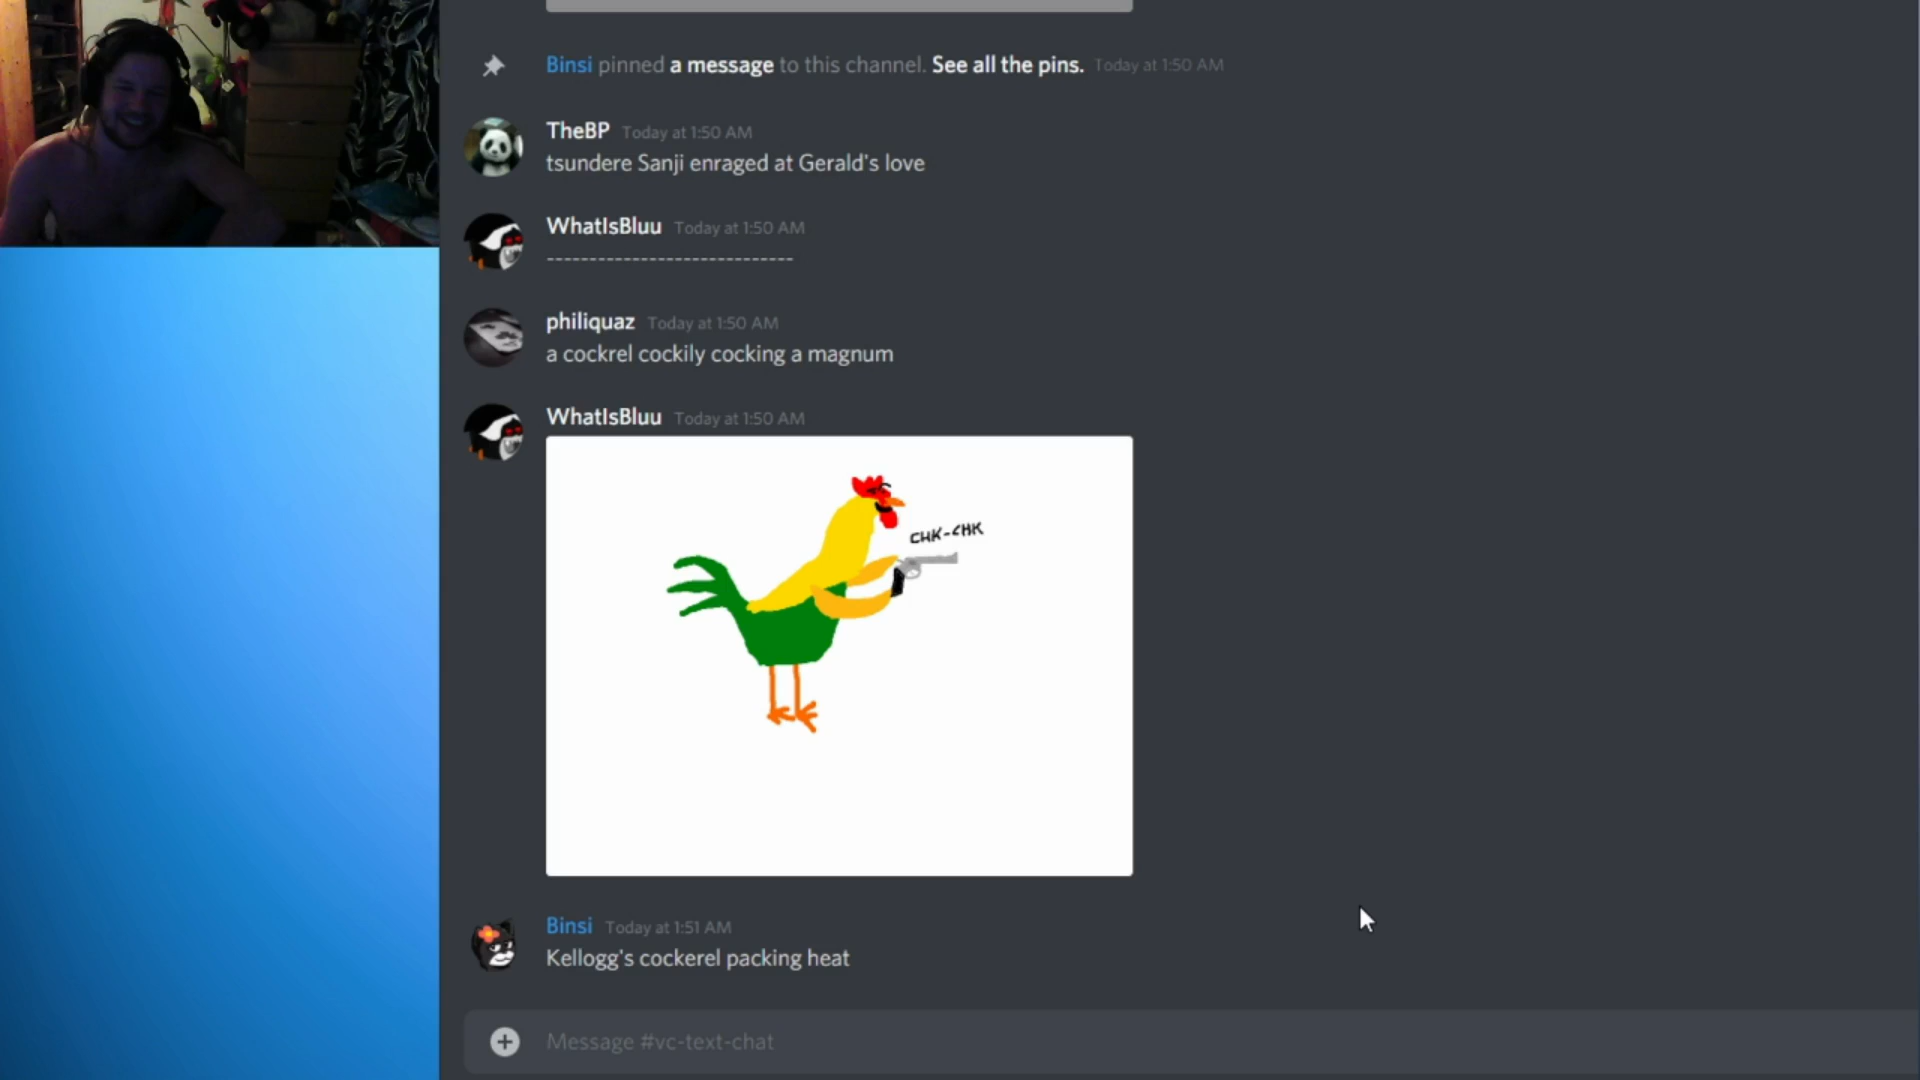 Binsi pinned a message to this channel. See all the pins. Today at 1:50 AM
TheBP Today at 1:50 AM
tsundere Sanji enraged at Gerald's love
WhatIsBluu Today at 1:50 AM
-----------------------------
philiquaz Today at 1:50 AM
a cockrel cockily cocking a magnum
WhatIsBluu Today at 1:50 AM
CHK-CHK
Binsi Today at 1:51 AM
Kellogg's cockerel packing heat
Message #vc-text-chat